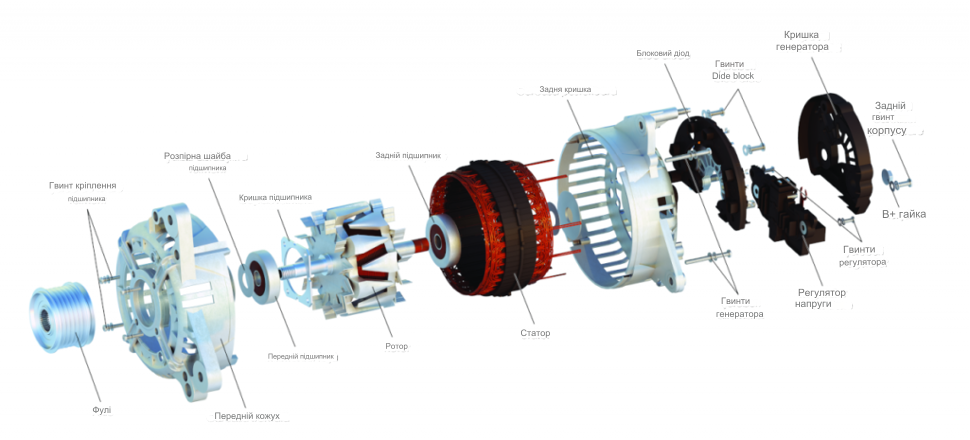 Кришка
генератора
Блоковий діод
Гвинти
Dide block
Задня кришка
Задній
гвинт
корпусу
Розпірна шайба
підшипника
Задній підшипник
Гвинт кріплення
підшипника
Кришка підшипника
B+ гайка
Гвинти
регулятора
Регулятор
напруги
Гвинти
генератора
Статор
Ротор
Передній підшипник
Фулі
Передній кожух